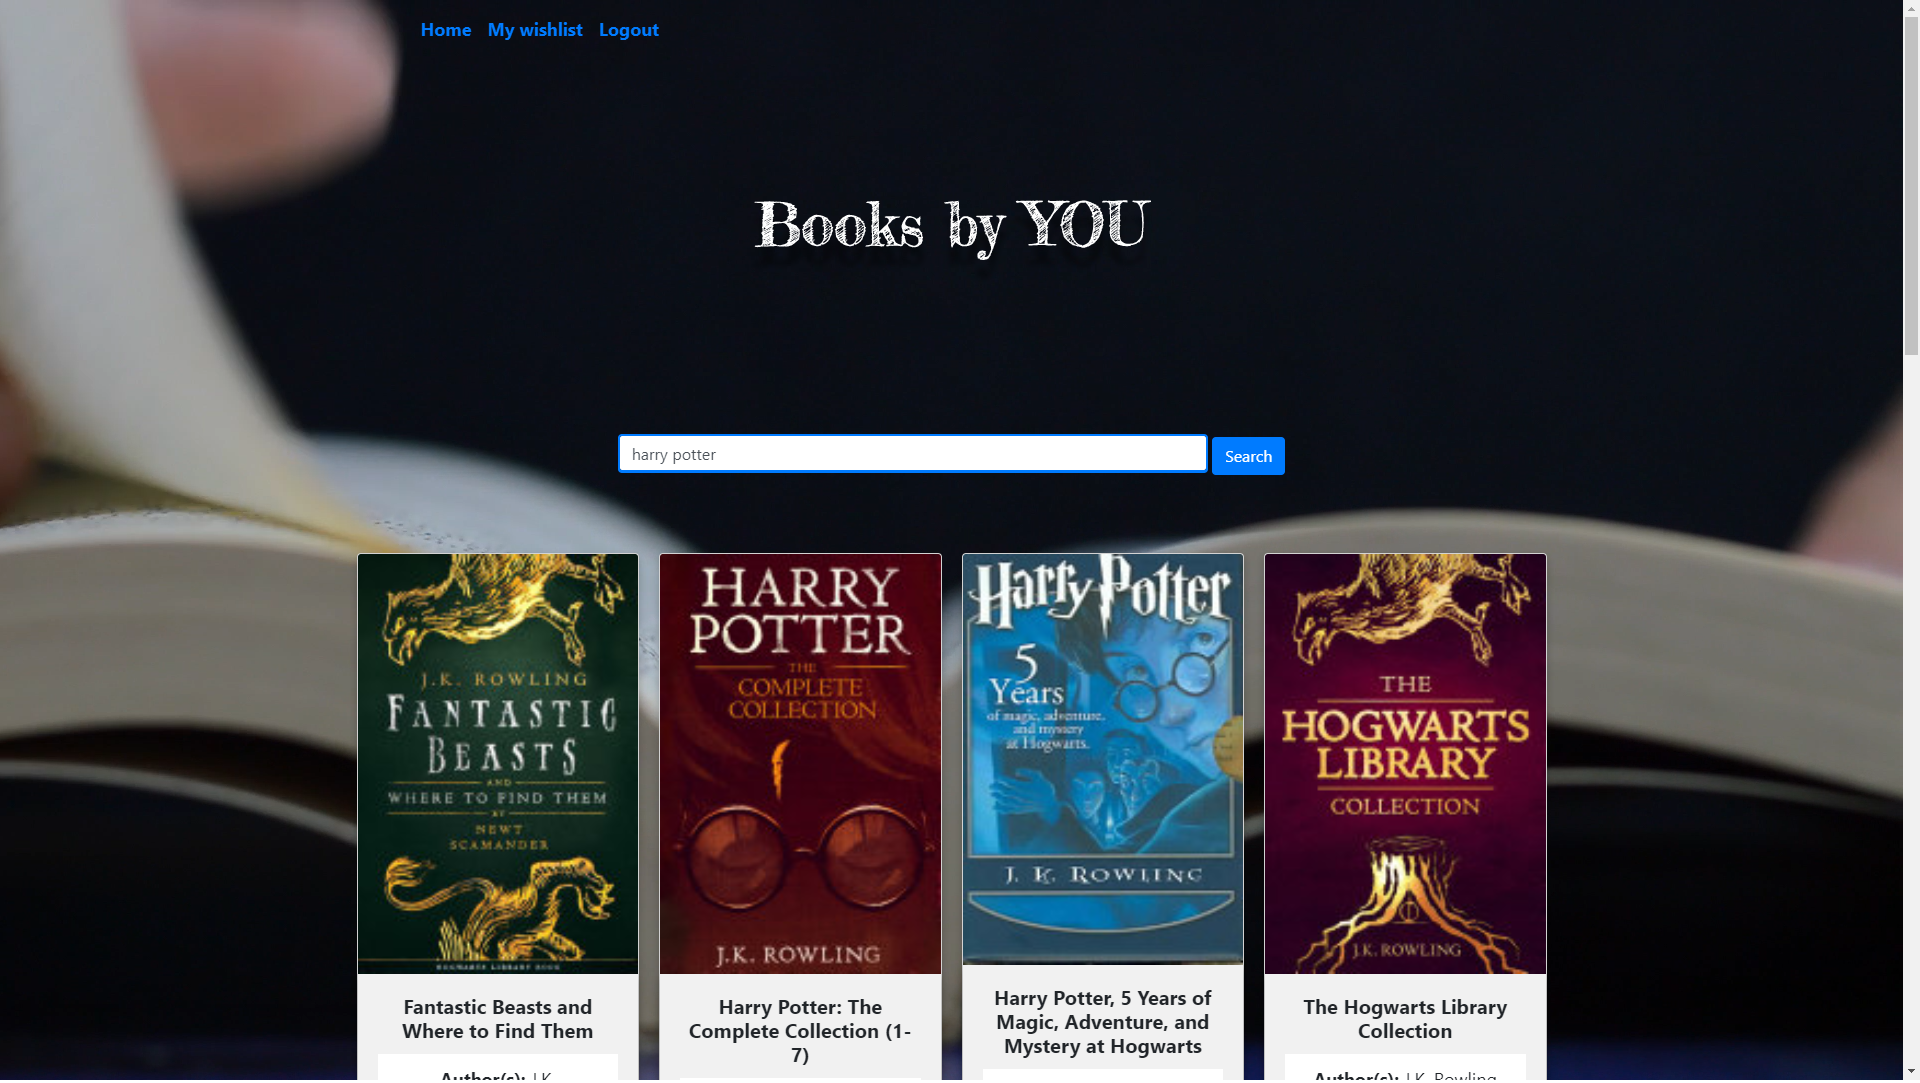 Home My wishlist Logout
Books by YOU
harry potter
Search
J.K. ROWLING
FANTASTIC
BEASTS
AND
WHERE TO FIND THEM
BY
NEWT
SCAMANDER
HOGWARTS LIBRARY BOOK
HARRY
POTTER
THE
COMPLETE
COLLECTION
J.K. ROWLING
Harry Potter
5
Years
of magic, adventure,
and mystery
at Hogwarts.
J. K. ROWLING
THE
HOGWARTS
LIBRARY
COLLECTION
J.K. ROWLING
Fantastic Beasts and
Where to Find Them
Author(s): J.K.
Harry Potter: The
Complete Collection (1-
7)
Harry Potter, 5 Years of
Magic, Adventure, and
Mystery at Hogwarts
The Hogwarts Library
Collection
Author(s): J.K. Rowling,